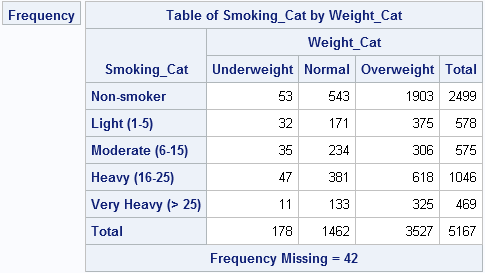 Frequency
Table of Smoking_Cat by Weight_Cat
Weight_Cat
Smoking_Cat Underweight Normal Overweight Total
Non-smoker 53 543 1903 2499
Light (1-5) 32 171 375 578
Moderate (6-15) 35 234 306 575
Heavy (16-25) 47 381 618 1046
Very Heavy (> 25) 11 133 325 469
Total 178 1462 3527 5167
Frequency Missing = 42